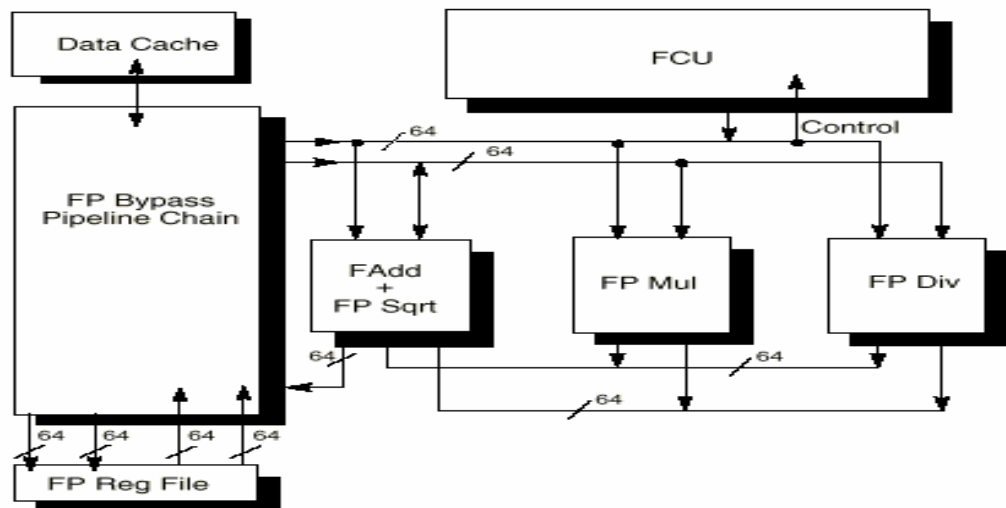 Data Cache
FCU
64
Control
64
FP Bypass
Pipeline Chain
FAdd
+
FP Sqrt
FP Mul
FP Div
64
64
64
64
64
64
64
FP Reg File